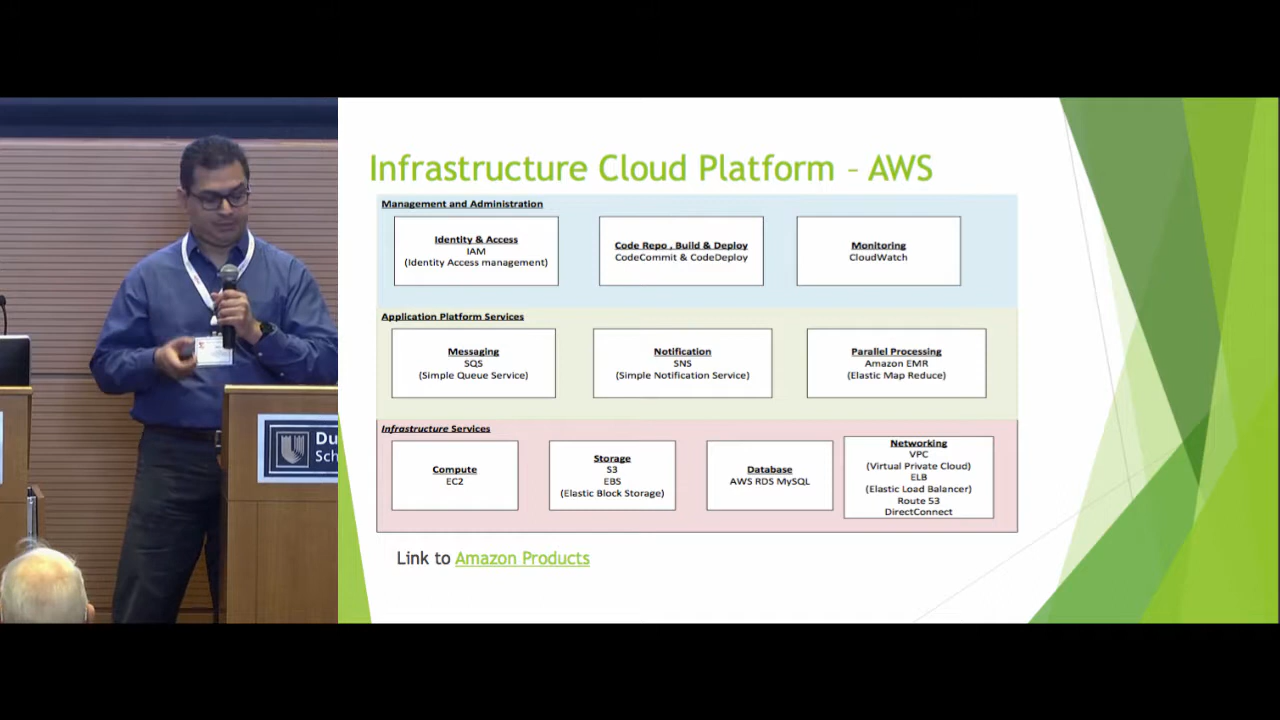 Infrastructure Cloud Platform – AWS
Management and Administration
Identity & Access
IAM
(Identity Access management)
Code Repo , Build & Deploy
CodeCommit & CodeDeploy
Monitoring
CloudWatch
Application Platform Services
Messaging
SQS
(Simple Queue Service)
Notification
SNS
(Simple Notification Service)
Parallel Processing
Amazon EMR
(Elastic Map Reduce)
Infrastructure Services
Compute
EC2
Storage
S3
EBS
(Elastic Block Storage)
Database
AWS RDS MySQL
Networking
VPC
(Virtual Private Cloud)
ELB
(Elastic Load Balancer)
Route 53
DirectConnect
Link to Amazon Products
Du
Sch